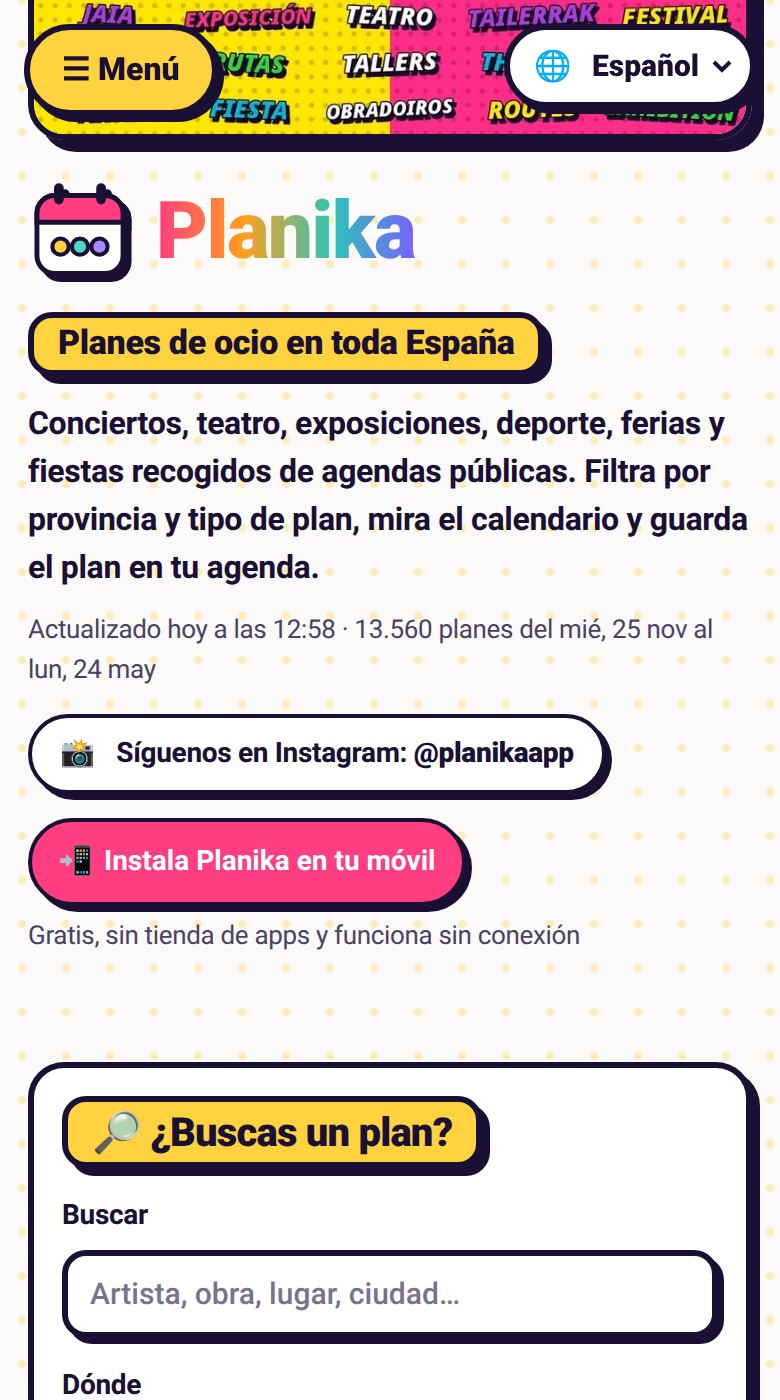 JAIA EXPOSICIÓN TEATRO TAILERRAK FESTIVAL
☰ Menú
RUTAS TALLERS
🌐 Español
FIESTA OBRADOIROS
Planika
Planes de ocio en toda España
Conciertos, teatro, exposiciones, deporte, ferias y
fiestas recogidos de agendas públicas. Filtra por
provincia y tipo de plan, mira el calendario y guarda
el plan en tu agenda.
Actualizado hoy a las 12:58 · 13.560 planes del mié, 25 nov al
lun, 24 may
📸 Síguenos en Instagram: @planikaapp
📲 Instala Planika en tu móvil
Gratis, sin tienda de apps y funciona sin conexión
🔎 ¿Buscas un plan?
Buscar
Artista, obra, lugar, ciudad…
Dónde